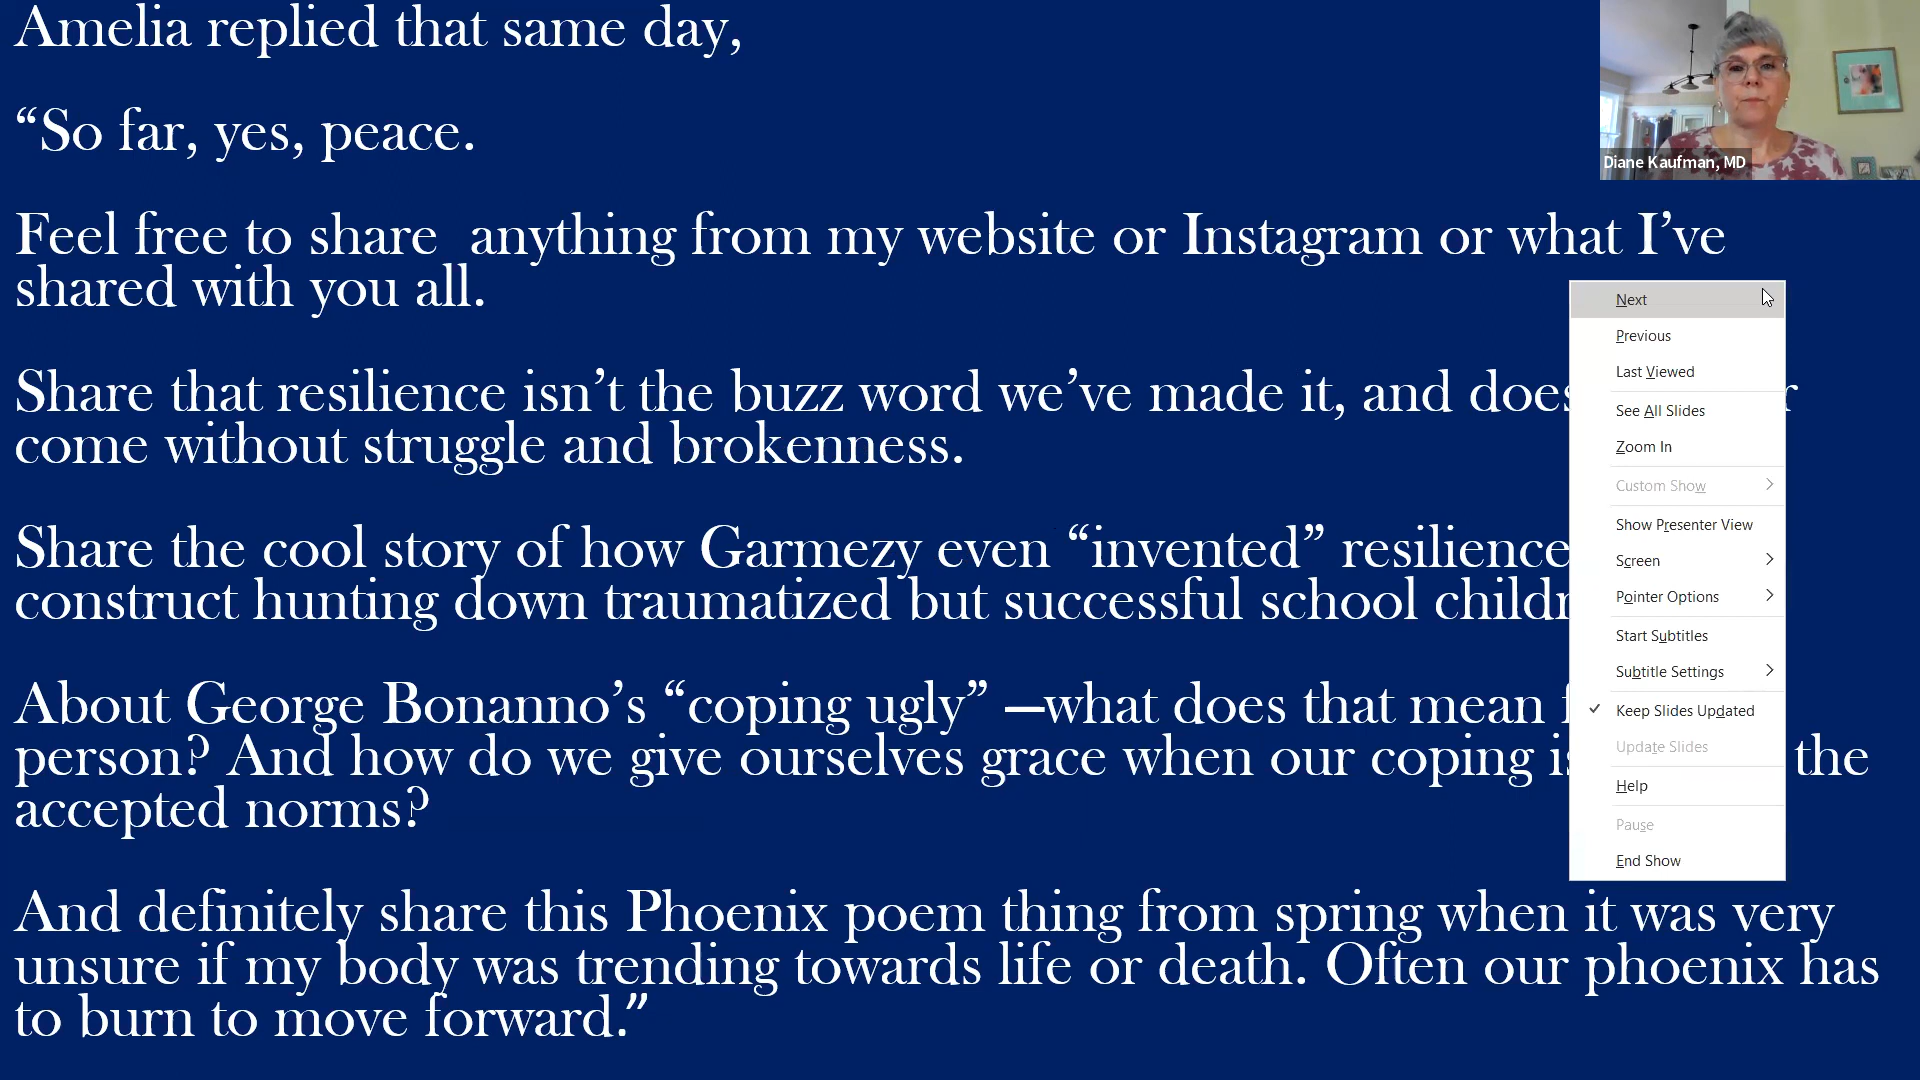 Amelia replied that same day,
“So far, yes, peace.
Feel free to share  anything from my website or Instagram or what I’ve
shared with you all.
Share that resilience isn’t the buzz word we’ve made it, and does
come without struggle and brokenness.
Share the cool story of how Garmezy even “invented” resilience
construct hunting down traumatized but successful school
About George Bonanno’s “coping ugly” —what does that mean
person? And how do we give ourselves grace when our coping the
accepted norms?
And definitely share this Phoenix poem thing from spring when it was very
unsure if my body was trending towards life or death. Often our phoenix has
to burn to move forward.”
Diane Kaufman, MD
Next
Previous
Last Viewed
See All Slides
Zoom In
Custom Show
Show Presenter View
Screen
Pointer Options
Start Subtitles
Subtitle Settings
Keep Slides Updated
Update Slides
Help
Pause
End Show